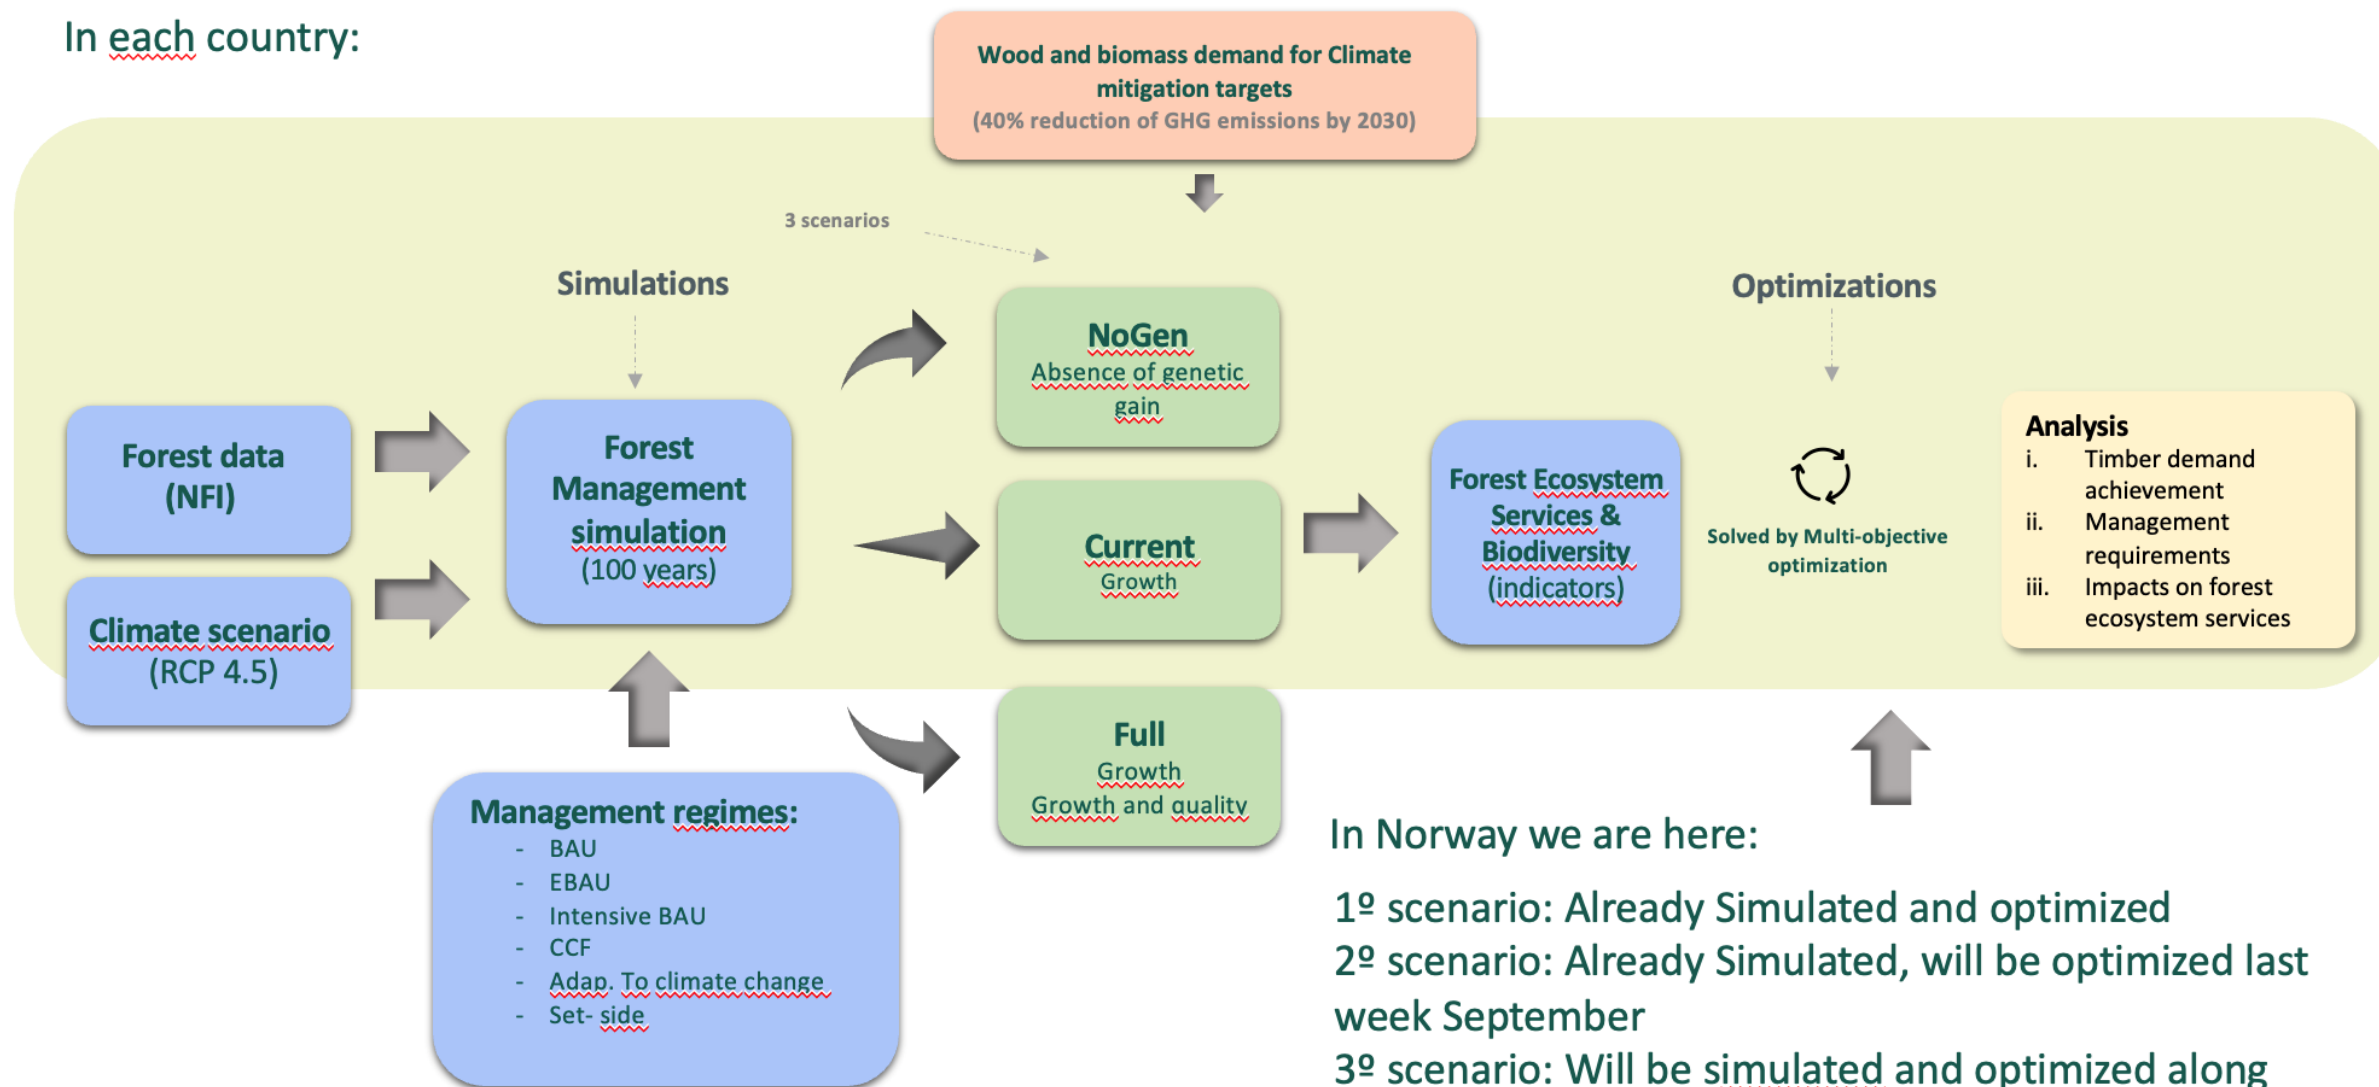 In each country:
Wood and biomass demand for Climate
mitigation targets
(40% reduction of GHG emissions by 2030)
3 scenarios
Simulations
Optimizations
Forest data
(NFI)
Climate scenario
(RCP 4.5)
Forest
Management
simulation
(100 years)
Management regimes:
- BAU
- EBAU
- Intensive BAU
- CCF
- Adap. To climate change
- Set- side
NoGen
Absence of genetic
gain
Current
Growth
Full
Growth
Growth and quality
Forest Ecosystem
Services &
Biodiversity
(indicators)
Solved by Multi-objective
optimization
Analysis
i. Timber demand
achievement
ii. Management
requirements
iii. Impacts on forest
ecosystem services
In Norway we are here:
1º scenario: Already Simulated and optimized
2º scenario: Already Simulated, will be optimized last
week September
3º scenario: Will be simulated and optimized along